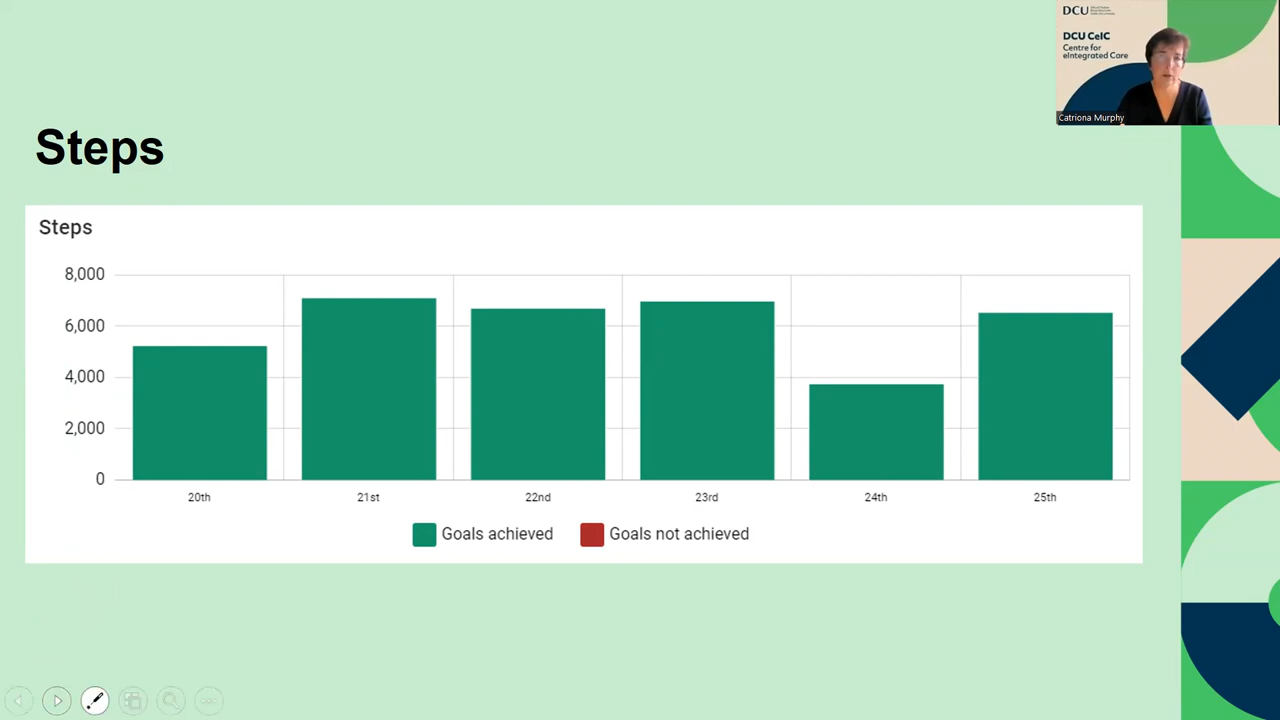 DCU
DCU CeIC
Centre for
eIntegrated Care
Catriona Murphy
Steps
Steps
8,000
6,000
4,000
2,000
0
20th
21st
22nd
23rd
24th
25th
Goals achieved
Goals not achieved